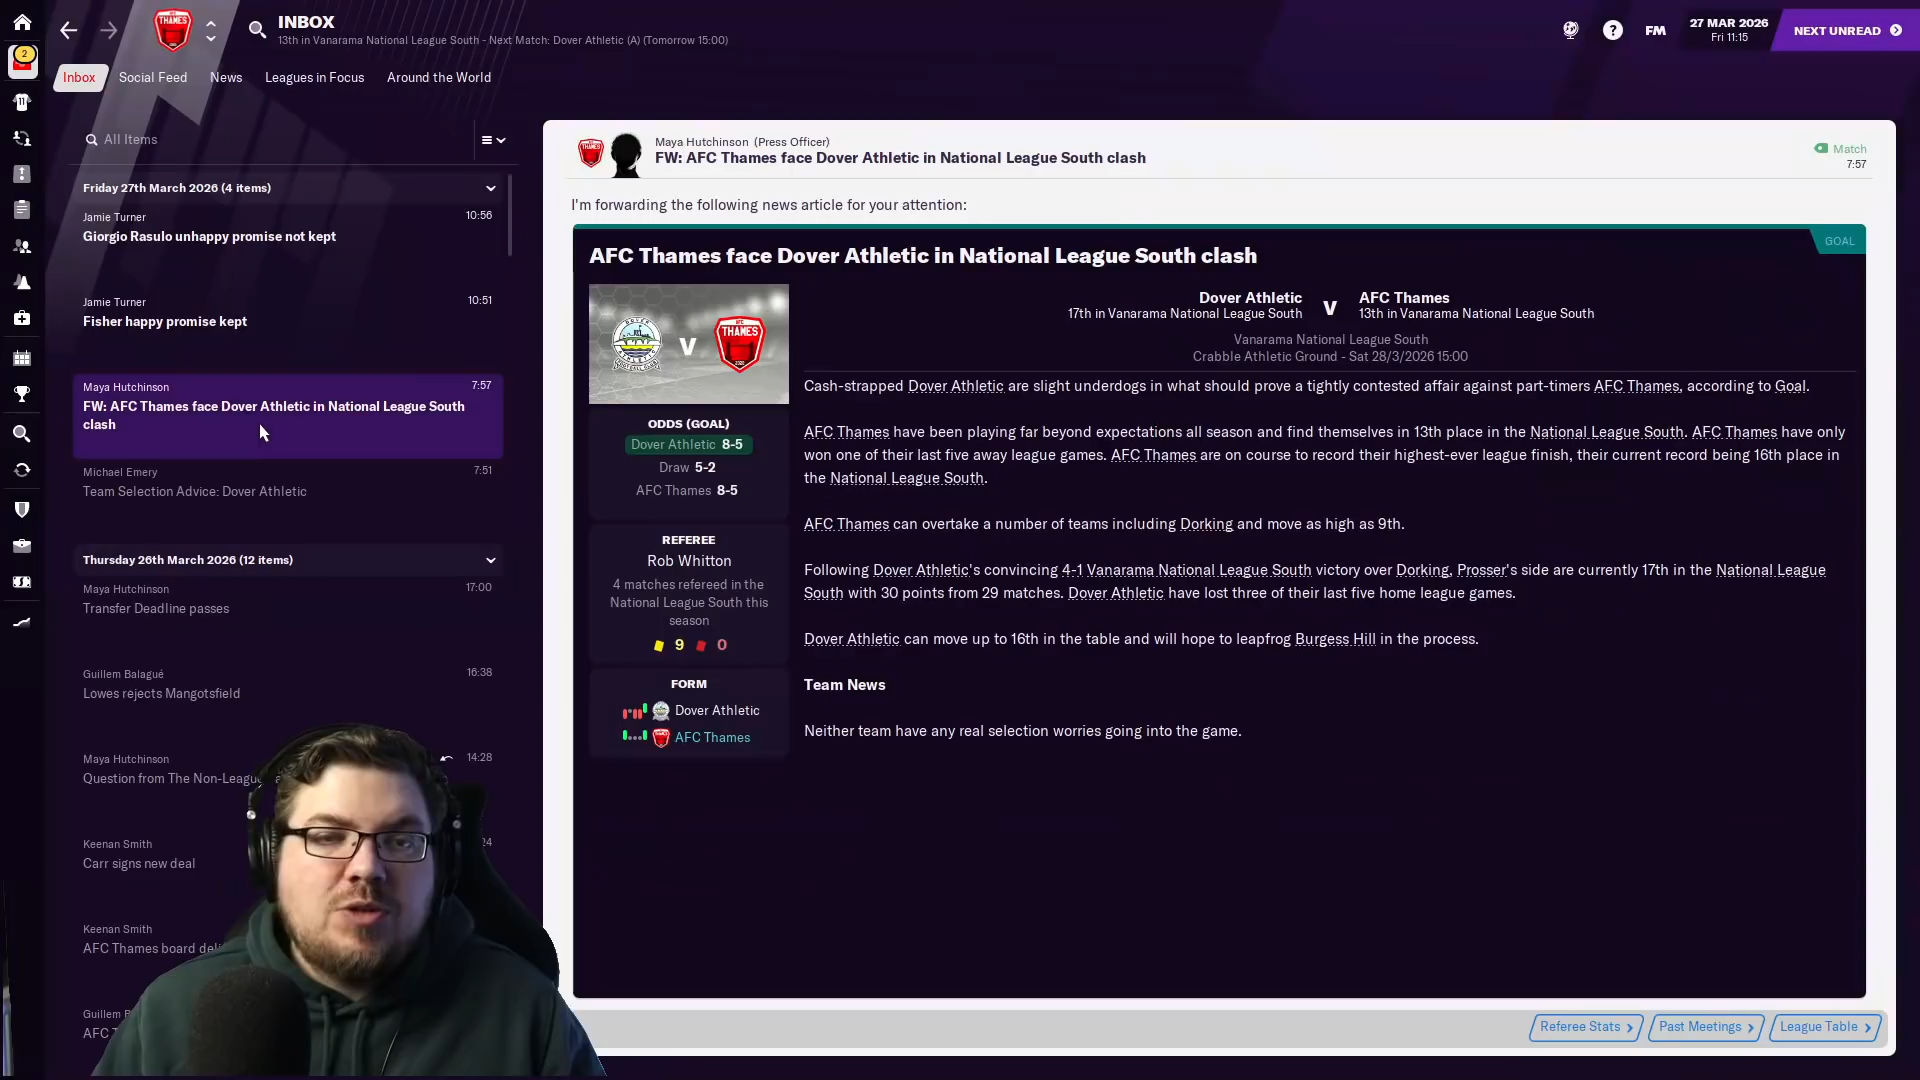 THAMES
INBOX
13th in Vanarama National League South - Next Match: Dover Athletic (A) (Tomorrow 15:00)
?
FM
27 MAR 2026
Fri 11:15
NEXT UNREAD
2
Inbox
Social Feed
News
Leagues in Focus
Around the World
All Items
Friday 27th March 2026 (4 items)
Jamie Turner
10:56
Giorgio Rasulo unhappy promise not kept
Jamie Turner
10:51
Fisher happy promise kept
Maya Hutchinson
7:57
FW: AFC Thames face Dover Athletic in National League South
clash
Michael Emery
7:51
Team Selection Advice: Dover Athletic
Thursday 26th March 2026 (12 items)
Maya Hutchinson
17:00
Transfer Deadline passes
Guillem Balagué
16:38
Lowes rejects Mangotsfield
Maya Hutchinson
14:28
Question from The Non-League
Keenan Smith
24
Carr signs new deal
Keenan Smith
AFC Thames board
Guillem
AFC
Maya Hutchinson (Press Officer)
FW: AFC Thames face Dover Athletic in National League South clash
Match
7:57
I'm forwarding the following news article for your attention:
AFC Thames face Dover Athletic in National League South clash
GOAL
V
THAMES
Dover Athletic
17th in Vanarama National League South
V
AFC Thames
13th in Vanarama National League South
Vanarama National League South
Crabble Athletic Ground - Sat 28/3/2026 15:00
ODDS (GOAL)
Dover Athletic 8-5
Draw 5-2
AFC Thames 8-5
REFEREE
Rob Whitton
4 matches refereed in the
National League South this
season
9 0
FORM
Dover Athletic
AFC Thames
Cash-strapped Dover Athletic are slight underdogs in what should prove a tightly contested affair against part-timers AFC Thames, according to Goal.
AFC Thames have been playing far beyond expectations all season and find themselves in 13th place in the National League South. AFC Thames have only
won one of their last five away league games. AFC Thames are on course to record their highest-ever league finish, their current record being 16th place in
the National League South.
AFC Thames can overtake a number of teams including Dorking and move as high as 9th.
Following Dover Athletic's convincing 4-1 Vanarama National League South victory over Dorking, Prosser's side are currently 17th in the National League
South with 30 points from 29 matches. Dover Athletic have lost three of their last five home league games.
Dover Athletic can move up to 16th in the table and will hope to leapfrog Burgess Hill in the process.
Team News
Neither team have any real selection worries going into the game.
Referee Stats
Past Meetings
League Table